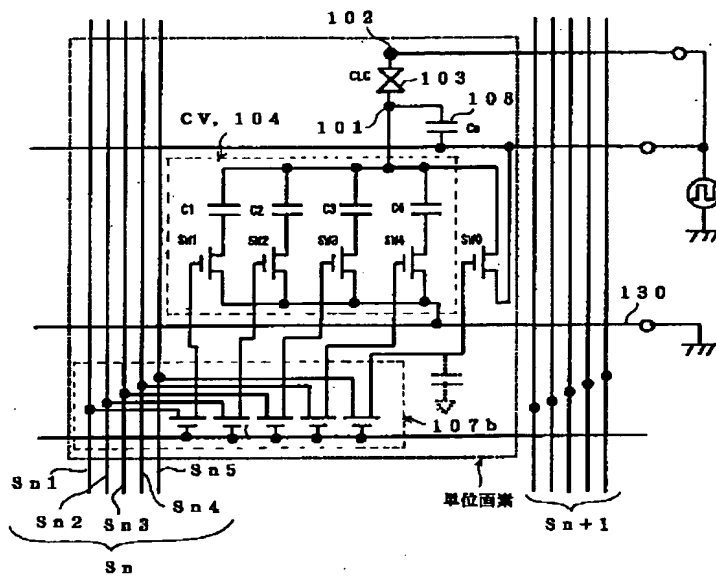 102
CLC
103
108
CV, 104
101
Cs
C1
C2
C3
C4
SW1
SW2
SW3
SW4
SW0
130
107b
Sn1
Sn2
Sn3
Sn4
Sn5
単位画素
Sn+1
Sn